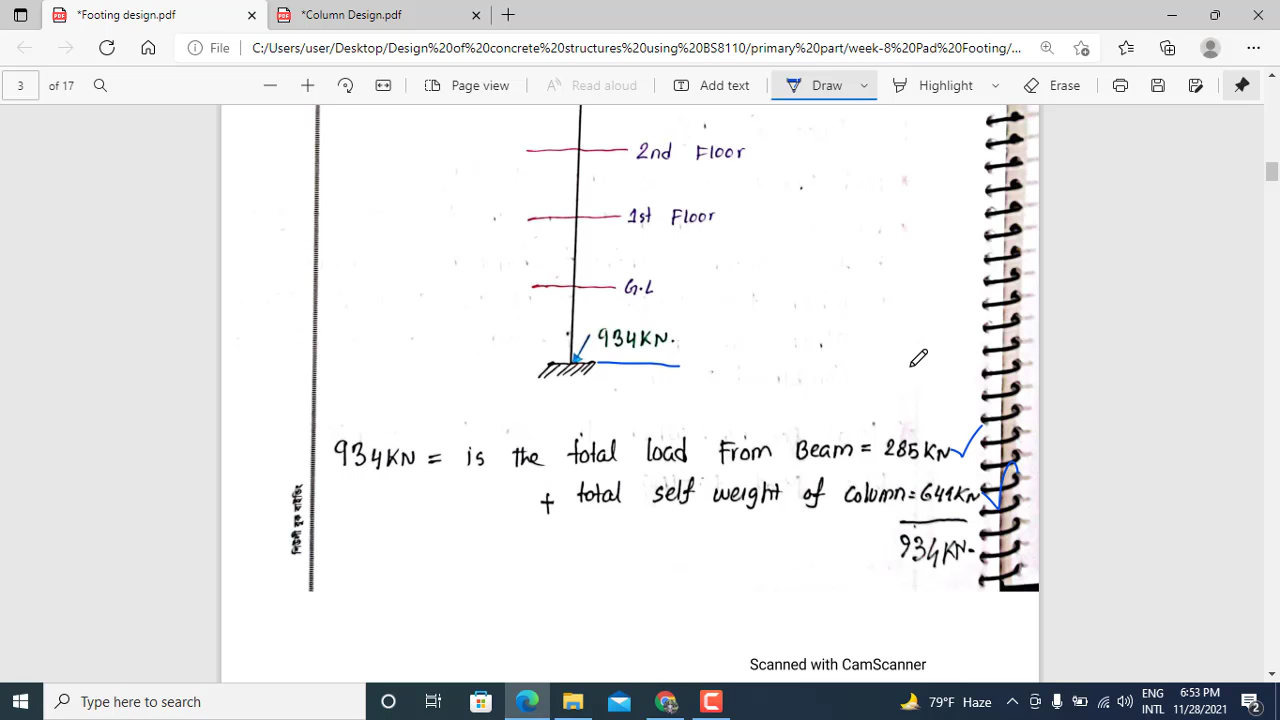 *Footing design.pdf
*Column Design.pdf
File
C:/Users/user/Desktop/Design%20of%20concrete%20structures%20using%20BS8110/primary%20part/week-8%20Pad%20Footing/...
3 of 17
Page view
Read aloud
Add text
Draw
Highlight
Erase
2nd Floor
1st Floor
G.L
934KN.
934KN = is the total load From Beam = 285KN
+ total self weight of column = 649KN
934KN-
Scanned with CamScanner
Type here to search
79°F Haze
ENG
INTL
6:53 PM
11/28/2021
2